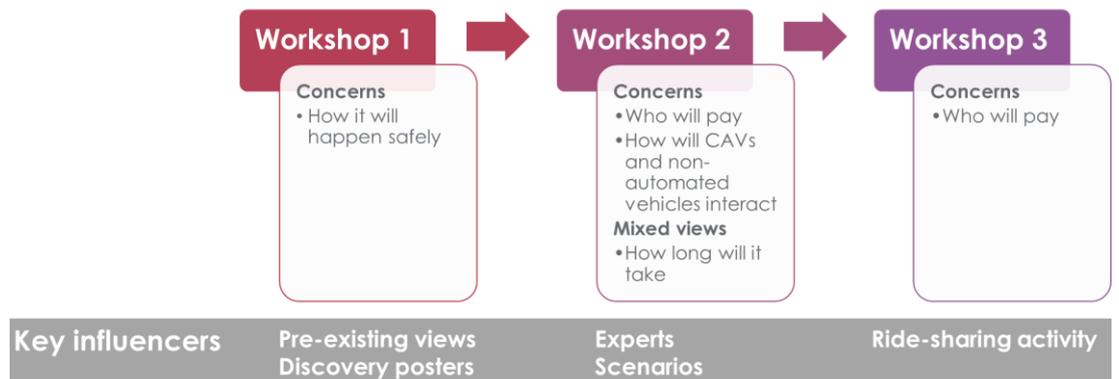 Workshop 1
Concerns
• How it will
happen safely
Workshop 2
Concerns
•Who will pay
•How will CAVs
and non-
automated
vehicles interact
Mixed views
•How long will it
take
Workshop 3
Concerns
•Who will pay
Key influencers
Pre-existing views
Discovery posters
Experts
Scenarios
Ride-sharing activity